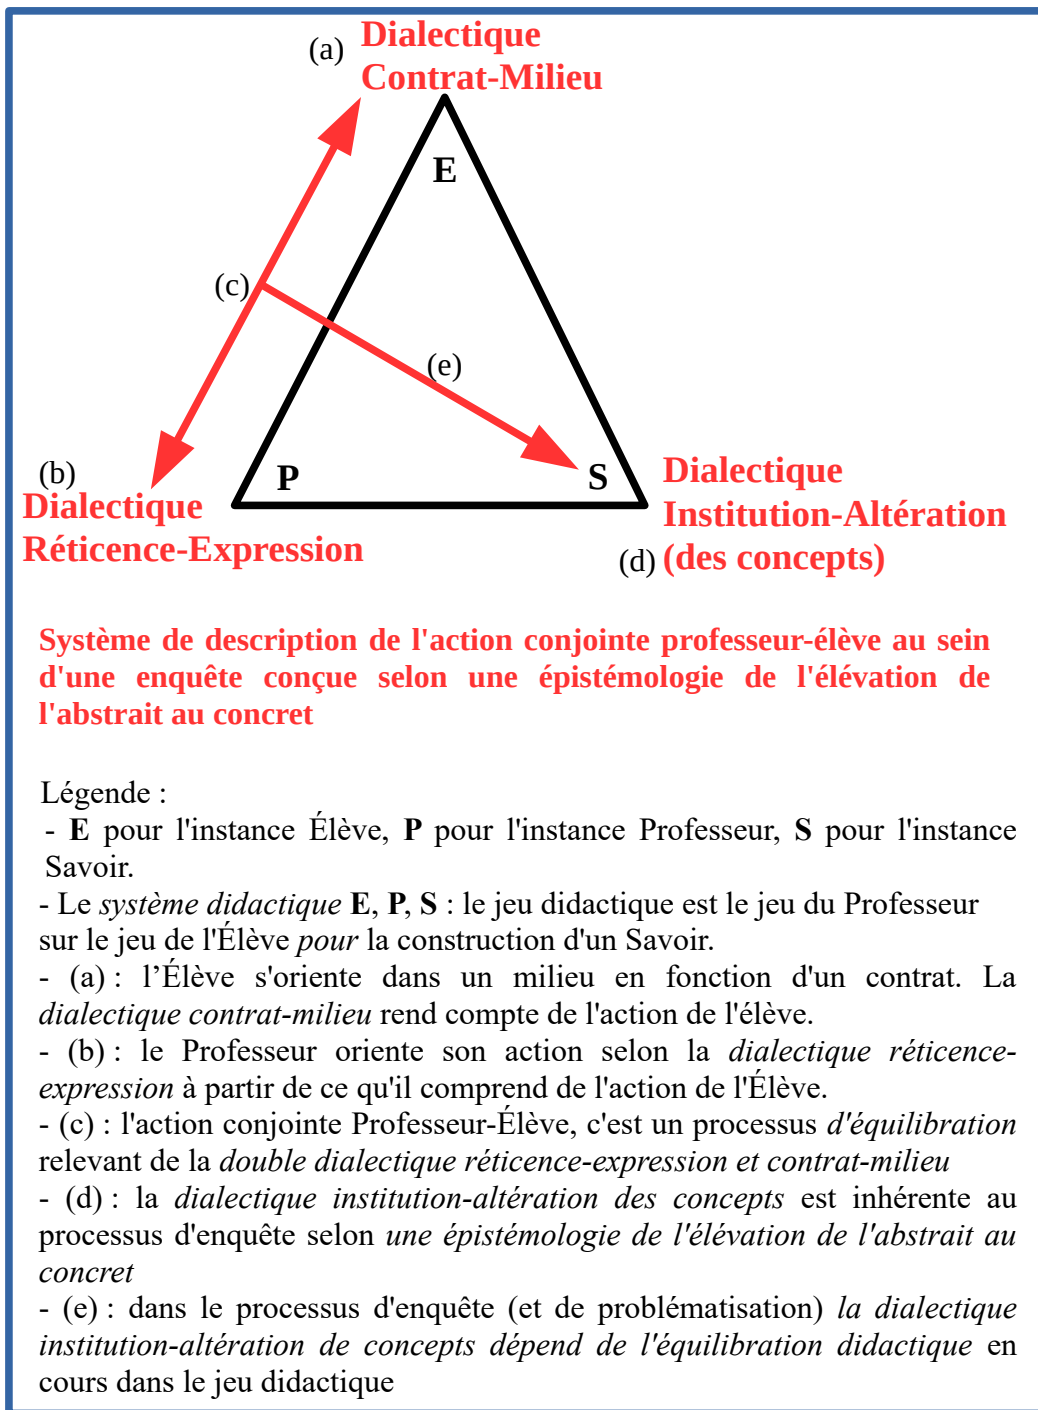 (a) Dialectique
Contrat-Milieu
E
(c)
(e)
(b)
P
S
Dialectique
Réticence-Expression
Dialectique
Institution-Altération
(d) (des concepts)
Système de description de l'action conjointe professeur-élève au sein
d'une enquête conçue selon une épistémologie de l'élévation de
l'abstrait au concret
Légende :
- E pour l'instance Élève, P pour l'instance Professeur, S pour l'instance
Savoir.
- Le système didactique E, P, S : le jeu didactique est le jeu du Professeur
sur le jeu de l'Élève pour la construction d'un Savoir.
- (a) : l’Élève s'oriente dans un milieu en fonction d'un contrat. La
dialectique contrat-milieu rend compte de l'action de l'élève.
- (b) : le Professeur oriente son action selon la dialectique réticence-
expression à partir de ce qu'il comprend de l'action de l'Élève.
- (c) : l'action conjointe Professeur-Élève, c'est un processus d'équilibration
relevant de la double dialectique réticence-expression et contrat-milieu
- (d) : la dialectique institution-altération des concepts est inhérente au
processus d'enquête selon une épistémologie de l'élévation de l'abstrait au
concret
- (e) : dans le processus d'enquête (et de problématisation) la dialectique
institution-altération de concepts dépend de l'équilibration didactique en
cours dans le jeu didactique